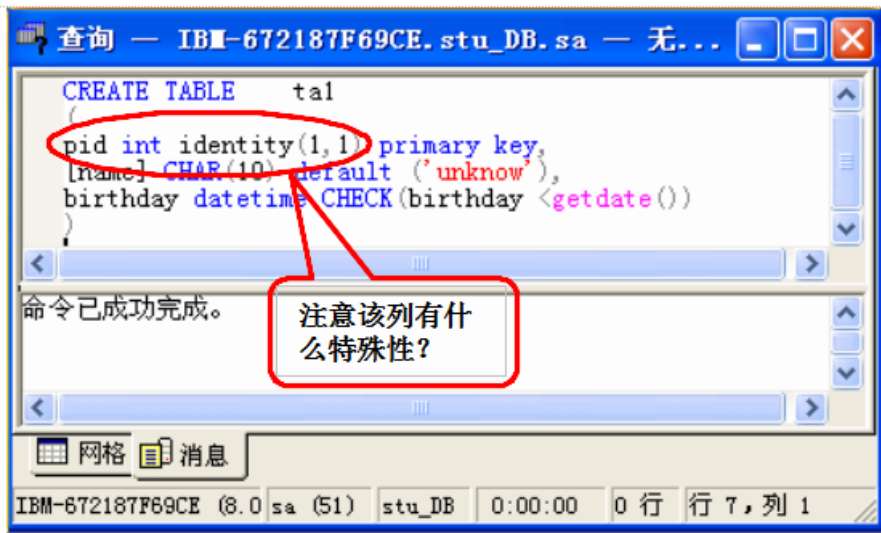 查询 — IBM-672187F69CE.stu_DB.sa — 无...
CREATE TABLE ta1
(
pid int identity(1,1) primary key,
[name] CHAR(10) default ('unknow'),
birthday datetime CHECK(birthday <getdate())
)
命令已成功完成。
注意该列有什
么特殊性？
网格 消息
IBM-672187F69CE (8.0 sa (51) stu_DB 0:00:00 0 行 行 7，列 1